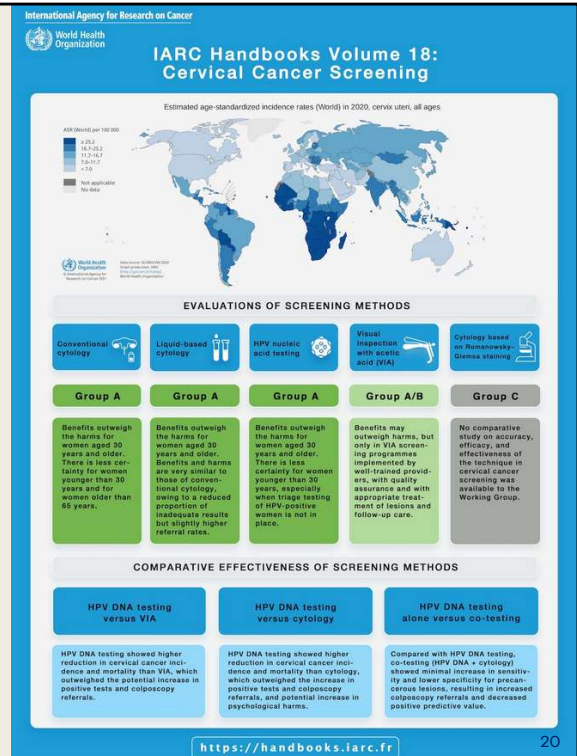 International Agency for Research on Cancer
World Health
Organization
IARC Handbooks Volume 18:
Cervical Cancer Screening
Estimated age-standardized incidence rates (World) in 2020, cervix uteri, all ages
ASR (World) per 100 000
≥ 25.2
16.7–25.2
11.7–16.7
7.0–11.7
< 7.0
Not applicable
No data
World Health
Organization
EVALUATIONS OF SCREENING METHODS
Conventional
cytology
Liquid-based
cytology
HPV nucleic
acid testing
Visual
inspection
with acetic
acid (VIA)
Cytology based
on Romanowsky–
Giemsa staining
Group A
Group A
Group A
Group A/B
Group C
Benefits outweigh
the harms for
women aged 30
years and older.
There is less cer-
tainty for women
younger than 30
years and for
women older than
65 years.
Benefits outweigh
the harms for
women aged 30
years and older.
Benefits and harms
are very similar to
those of conven-
tional cytology,
owing to a reduced
proportion of
inadequate results
but slightly higher
referral rates.
Benefits outweigh
the harms for
women aged 30
years and older.
There is less
certainty for women
younger than 30
years, especially
when triage testing
of HPV-positive
women is not in
place.
Benefits may
outweigh harms, but
only in VIA screen-
ing programmes
implemented by
well-trained provid-
ers, with quality
assurance and with
appropriate treat-
ment of lesions and
follow-up care.
No comparative
study on accuracy,
efficacy, and
effectiveness of
the technique in
cervical cancer
screening was
available to the
Working Group.
COMPARATIVE EFFECTIVENESS OF SCREENING METHODS
HPV DNA testing
versus VIA
HPV DNA testing
versus cytology
HPV DNA testing
alone versus co-testing
HPV DNA testing showed higher
reduction in cervical cancer inci-
dence and mortality than VIA, which
outweighed the potential increase in
positive tests and colposcopy
referrals.
HPV DNA testing showed higher
reduction in cervical cancer inci-
dence and mortality than cytology,
which outweighed the increase in
positive tests and colposcopy
referrals, and potential increase in
psychological harms.
Compared with HPV DNA testing,
co-testing (HPV DNA + cytology)
showed minimal increase in sensitiv-
ity and lower specificity for precan-
cerous lesions, resulting in increased
colposcopy referrals and decreased
positive predictive value.
https://handbooks.iarc.fr
20